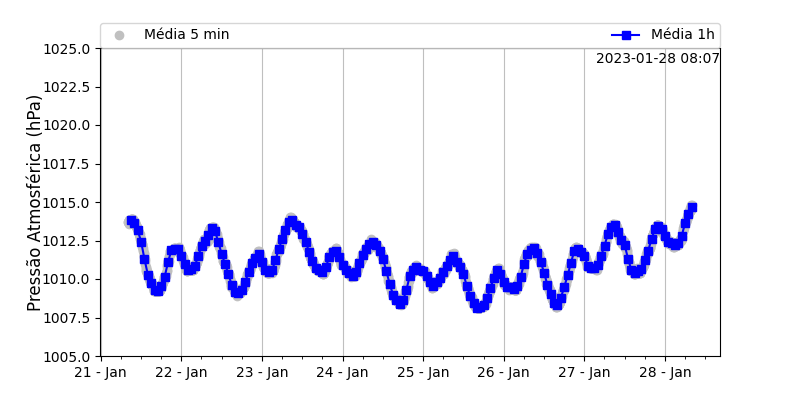 Média 5 min
Média 1h
2023-01-28 08:07
Pressão Atmosférica (hPa)
1025.0
1022.5
1020.0
1017.5
1015.0
1012.5
1010.0
1007.5
1005.0
21 - Jan
22 - Jan
23 - Jan
24 - Jan
25 - Jan
26 - Jan
27 - Jan
28 - Jan